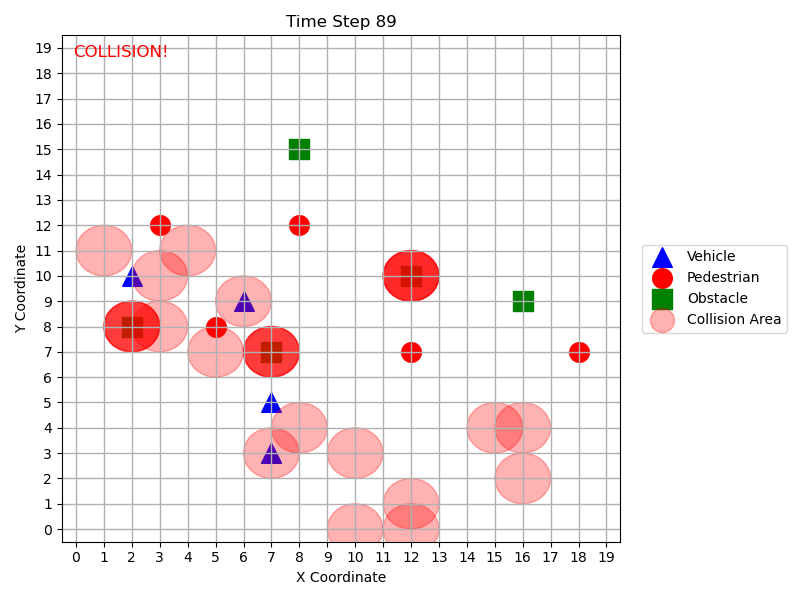 Time Step 89
COLLISION!
19
18
17
16
15
14
13
12
11
10
9
8
7
6
5
4
3
2
1
0
Y Coordinate
0 1 2 3 4 5 6 7 8 9 10 11 12 13 14 15 16 17 18 19
X Coordinate
Vehicle
Pedestrian
Obstacle
Collision Area